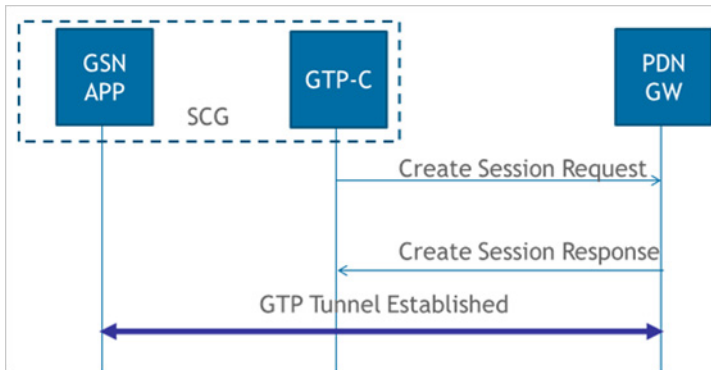 GSN
APP
GTP-C
PDN
GW
SCG
Create Session Request
Create Session Response
GTP Tunnel Established